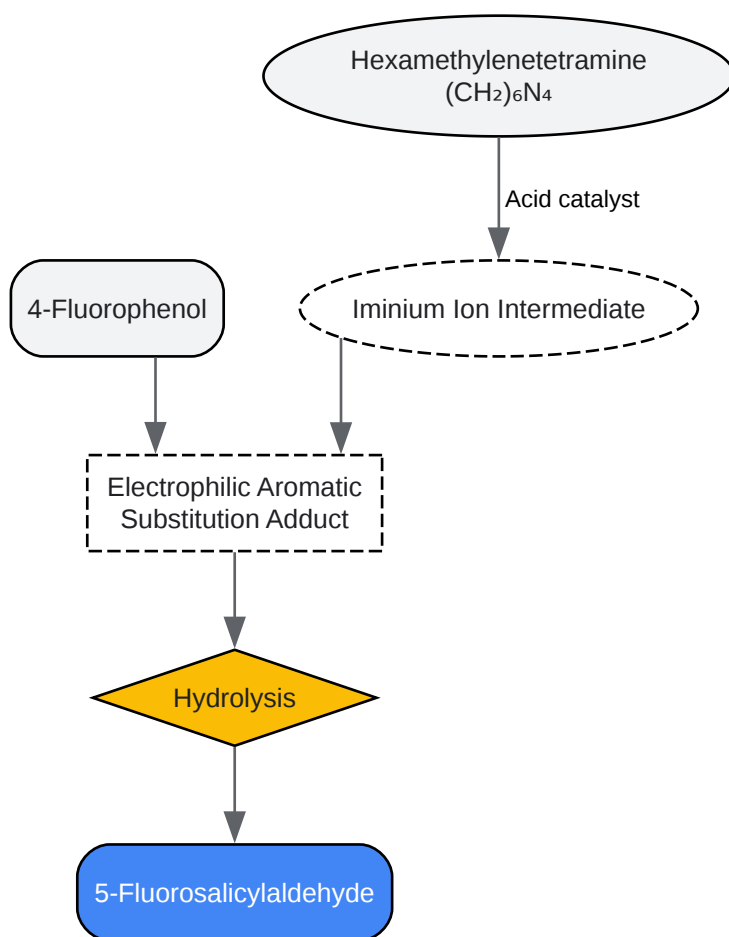 Hexamethylenetetramine
(CH₂)₆N₄
Acid catalyst
4-Fluorophenol
Iminium Ion Intermediate
Electrophilic Aromatic
Substitution Adduct
Hydrolysis
5-Fluorosalicylaldehyde